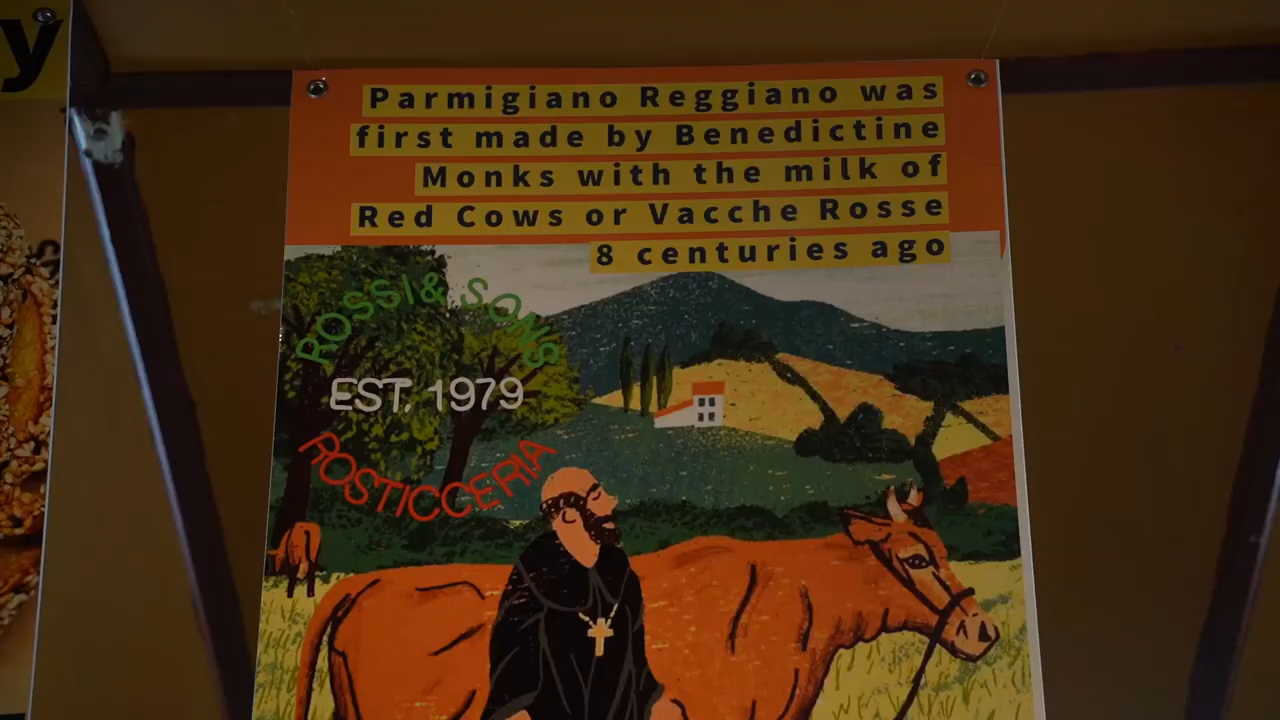 y
Parmigiano Reggiano was
first made by Benedictine
Monks with the milk of
Red Cows or Vacche Rosse
8 centuries ago
ROSSI & SONS
EST. 1979
ROSTICCERIA